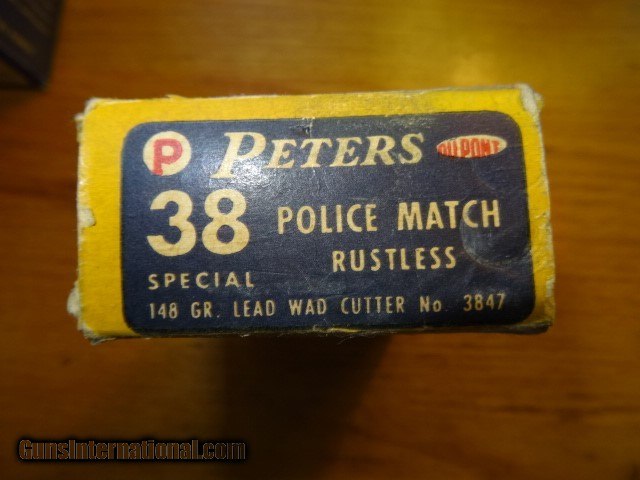 P PETERS DU PONT
38 POLICE MATCH
RUSTLESS
SPECIAL
148 GR. LEAD WAD CUTTER No 3847
GunsInternational.com